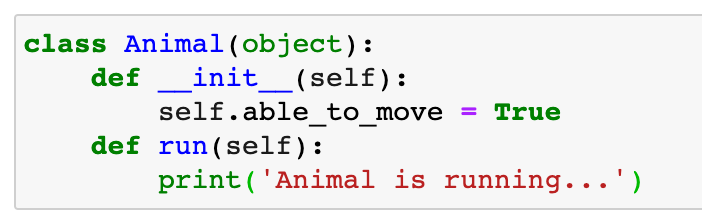 class Animal(object):
    def __init__(self):
        self.able_to_move = True
    def run(self):
        print('Animal is running...')